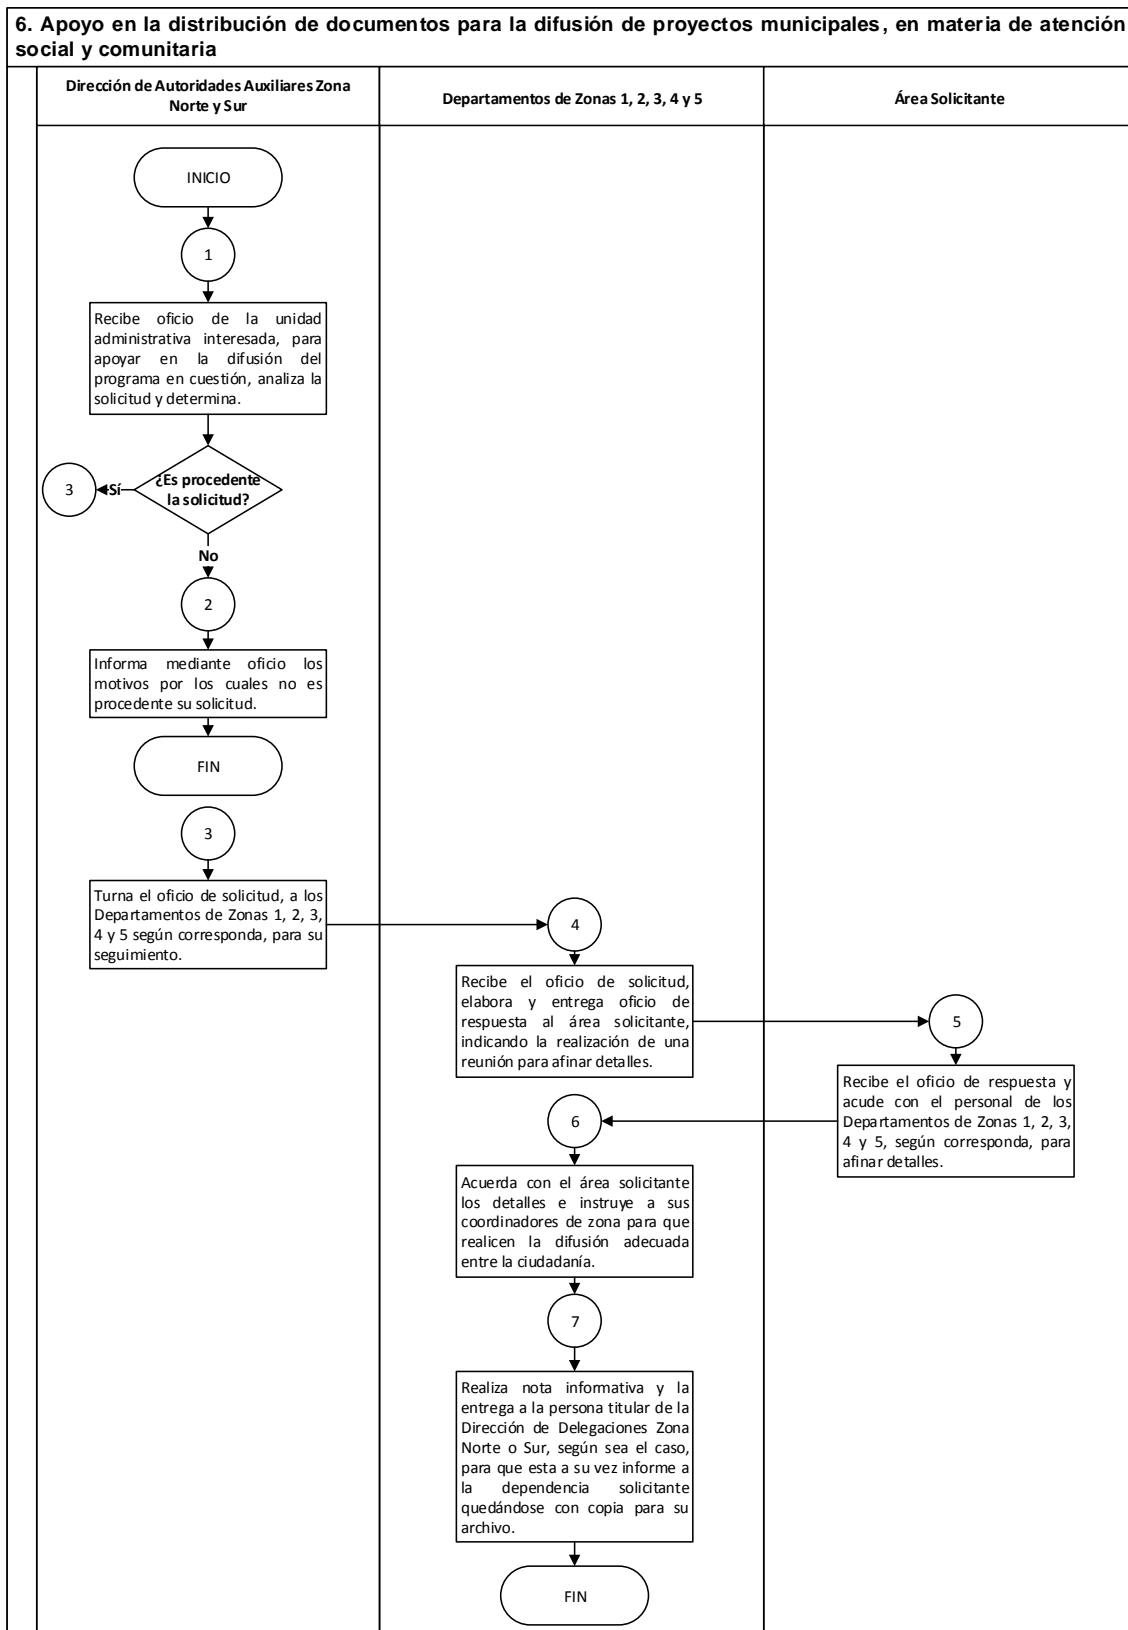 6. Apoyo en la distribución de documentos para la difusión de proyectos municipales, en materia de atención
social y comunitaria
Dirección de Autoridades Auxiliares Zona
Norte y Sur
Departamentos de Zonas 1, 2, 3, 4 y 5
Área Solicitante
INICIO
1
Recibe oficio de la unidad
administrativa interesada, para
apoyar en la difusión del
programa en cuestión, analiza la
solicitud y determina.
¿Es procedente
la solicitud?
Sí
3
No
2
Informa mediante oficio los
motivos por los cuales no es
procedente su solicitud.
FIN
3
Turna el oficio de solicitud, a los
Departamentos de Zonas 1, 2, 3,
4 y 5 según corresponda, para su
seguimiento.
4
Recibe el oficio de solicitud,
elabora y entrega oficio de
respuesta al área solicitante,
indicando la realización de una
reunión para afinar detalles.
5
Recibe el oficio de respuesta y
acude con el personal de los
Departamentos de Zonas 1, 2, 3,
4 y 5, según corresponda, para
afinar detalles.
6
Acuerda con el área solicitante
los detalles e instruye a sus
coordinadores de zona para que
realicen la difusión adecuada
entre la ciudadanía.
7
Realiza nota informativa y la
entrega a la persona titular de la
Dirección de Delegaciones Zona
Norte o Sur, según sea el caso,
para que esta a su vez informe a
la dependencia solicitante
quedándose con copia para su
archivo.
FIN